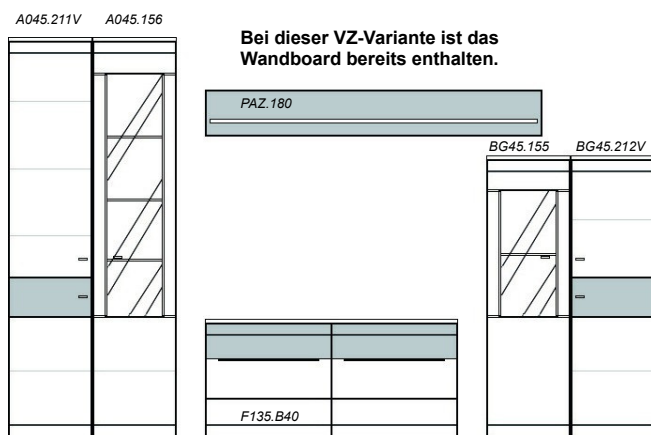 A045.211V
A045.156
Bei dieser VZ-Variante ist das
Wandboard bereits enthalten.
PAZ.180
BG45.155
BG45.212V
F135.B40